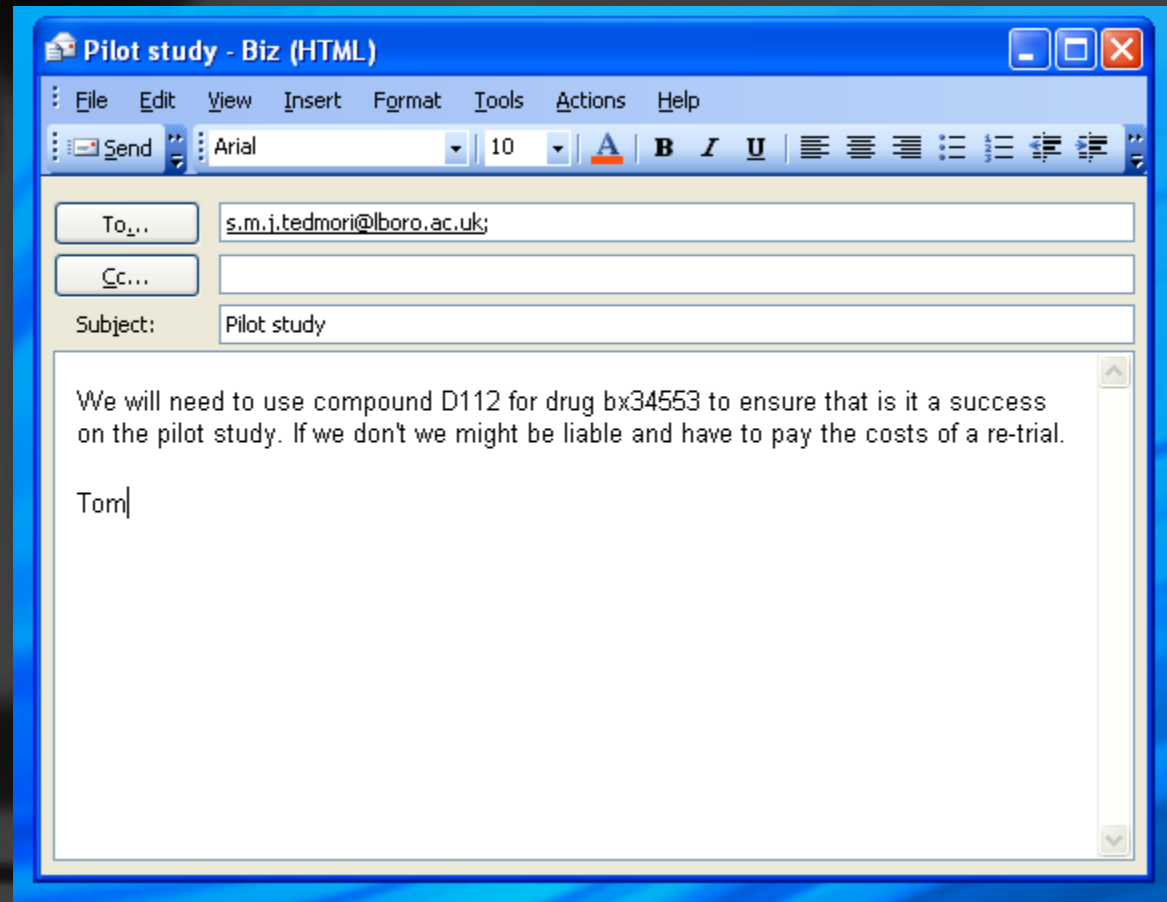 Pilot study - Biz (HTML)
File Edit View Insert Format Tools Actions Help
Send Arial 10 A B I U
To... s.m.j.tedmori@lboro.ac.uk;
Cc...
Subject: Pilot study
We will need to use compound D112 for drug bx34553 to ensure that is it a success
on the pilot study. If we don't we might be liable and have to pay the costs of a re-trial.
Tom